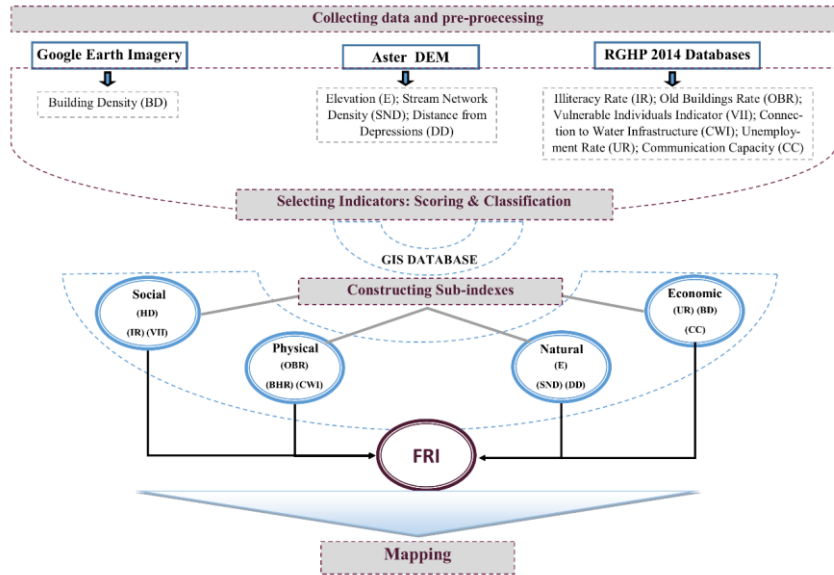 Collecting data and pre-proecessing
Google Earth Imagery
Aster DEM
RGHP 2014 Databases
Building Density (BD)
Elevation (E); Stream Network
Density (SND); Distance from
Depressions (DD)
Illiteracy Rate (IR); Old Buildings Rate (OBR);
Vulnerable Individuals Indicator (VII); Connec-
tion to Water Infrastructure (CWI); Unemploy-
ment Rate (UR); Communication Capacity (CC)
Selecting Indicators: Scoring & Classification
GIS DATABASE
Constructing Sub-indexes
Social
(HD)
(IR) (VII)
Physical
(OBR)
(BHR) (CWI)
Natural
(E)
(SND) (DD)
Economic
(UR) (BD)
(CC)
FRI
Mapping